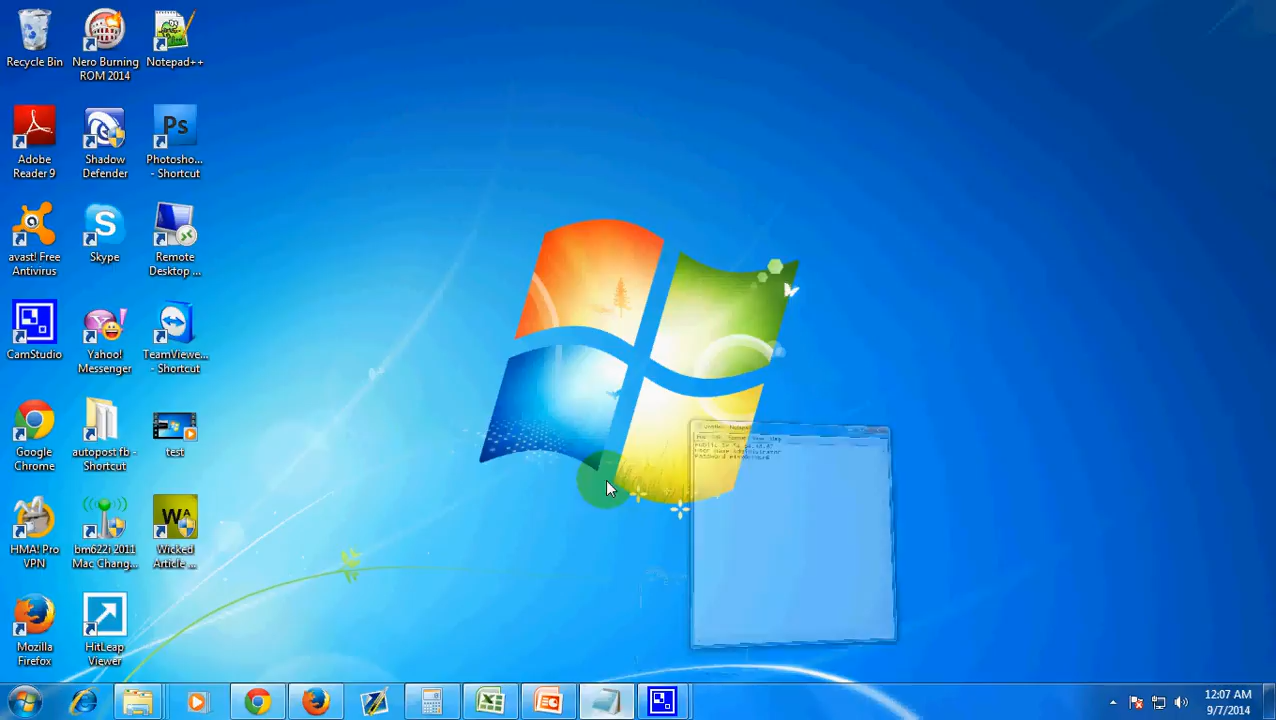 Recycle Bin
Nero Burning
ROM 2014
Notepad++
Adobe
Reader 9
Shadow
Defender
Ps
Photosho...
- Shortcut
avast! Free
Antivirus
S
Skype
Remote
Desktop ...
CamStudio
Yahoo!
Messenger
TeamViewe...
- Shortcut
Google
Chrome
autopost fb -
Shortcut
test
HMA! Pro
VPN
bm622i 2011
Mac Chang...
WA
Wicked
Article ...
Mozilla
Firefox
HitLeap
Viewer
12:07 AM
9/7/2014